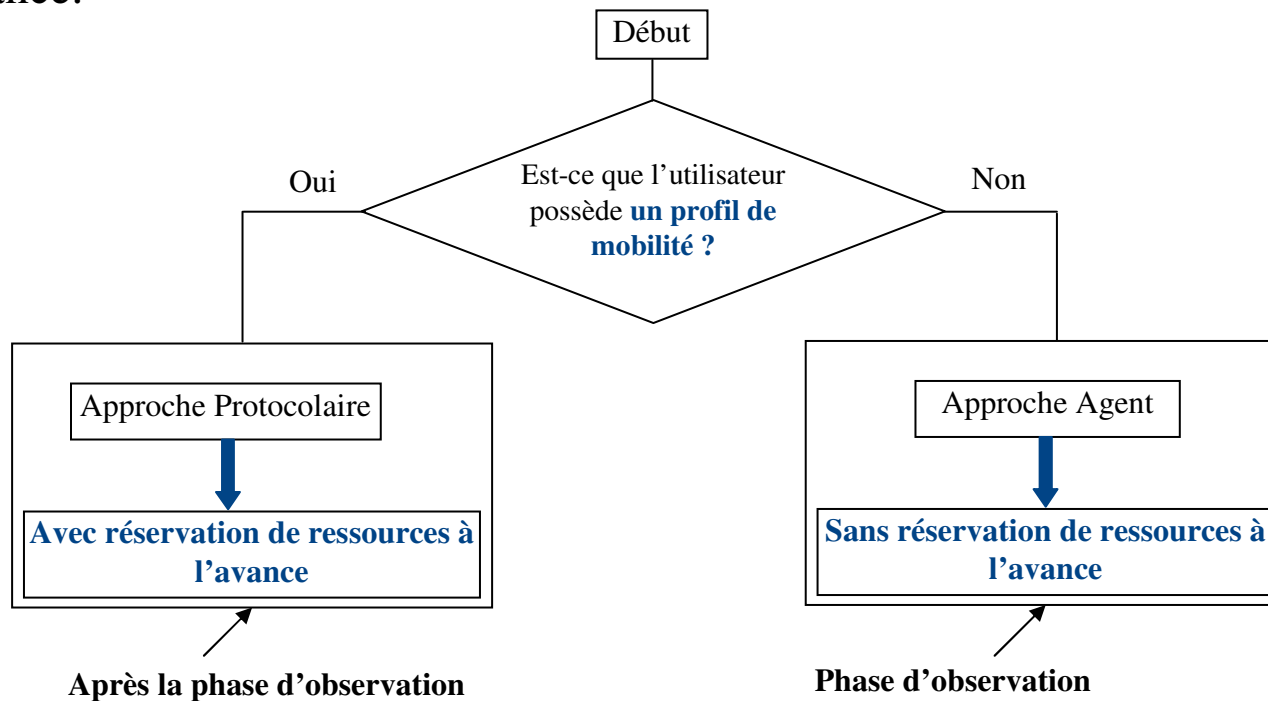 Début
Est-ce que l’utilisateur
possède un profil de
mobilité ?
Oui
Non
Approche Protocolaire
Avec réservation de ressources à
l’avance
Après la phase d’observation
Approche Agent
Sans réservation de ressources à
l’avance
Phase d’observation